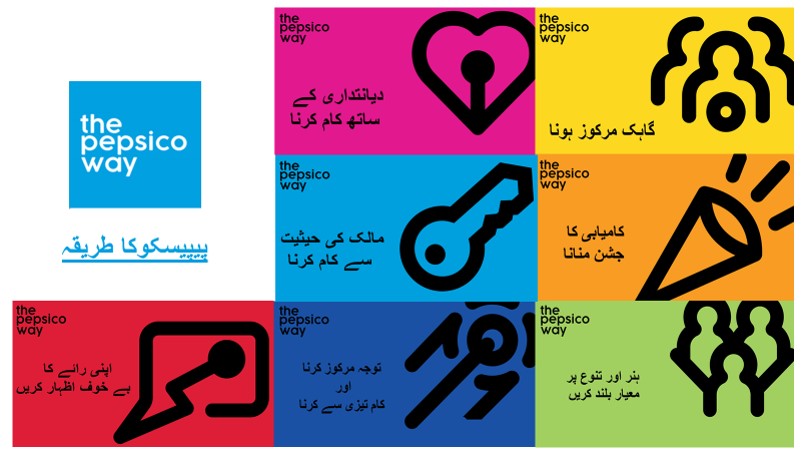 the
pepsico
way
پیپیسکوکا طریقہ
the
pepsico
way
دیانتداری کے
ساتھ کام کرنا
the
pepsico
way
گاہک مرکوز ہونا
the
pepsico
way
مالک کی حیثیت
سے کام کرنا
the
pepsico
way
کامیابی کا
جشن منانا
the
pepsico
way
اپنی رائے کا
بے خوف اظہار کریں
the
pepsico
way
توجہ مرکوز کرنا
اور
کام تیزی سے کرنا
the
pepsico
way
ہنر اور تنوع پر
معیار بلند کریں